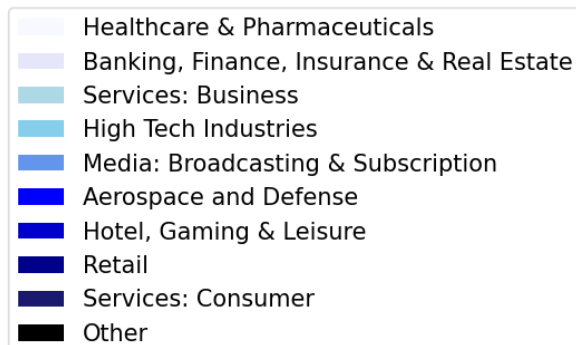 Healthcare & Pharmaceuticals
Banking, Finance, Insurance & Real Estate
Services: Business
High Tech Industries
Media: Broadcasting & Subscription
Aerospace and Defense
Hotel, Gaming & Leisure
Retail
Services: Consumer
Other